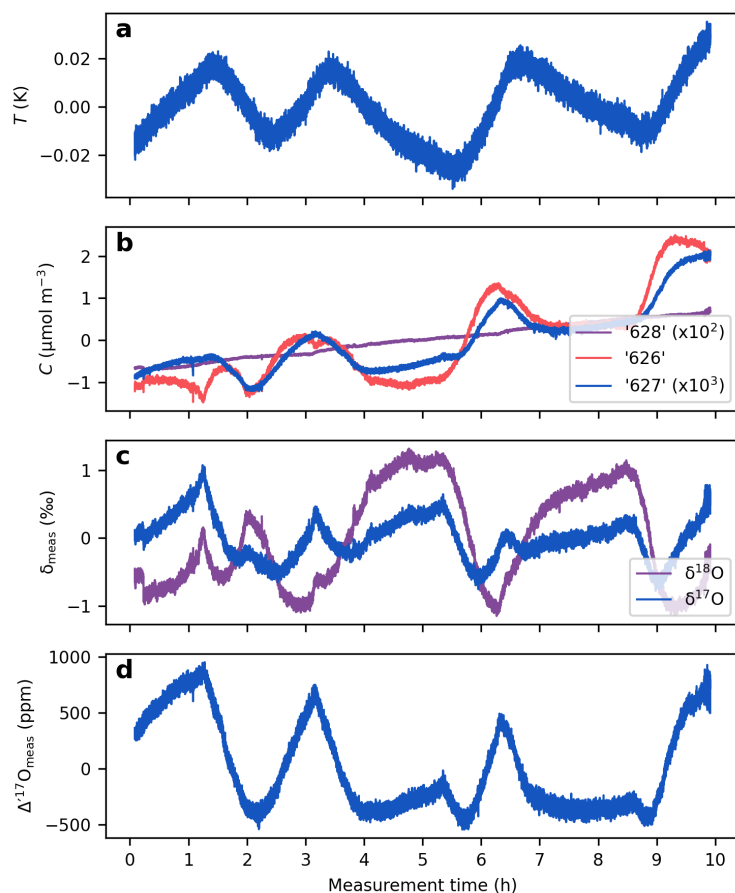 a
0.02
0.00
−0.02
T (K)
b
2
1
0
−1
C (µmol m⁻³)
'628' (x10²)
'626'
'627' (x10³)
c
1
0
−1
δmeas (‰)
δ¹⁸O
δ¹⁷O
d
1000
500
0
−500
Δ'¹⁷Omeas (ppm)
0 1 2 3 4 5 6 7 8 9 10
Measurement time (h)